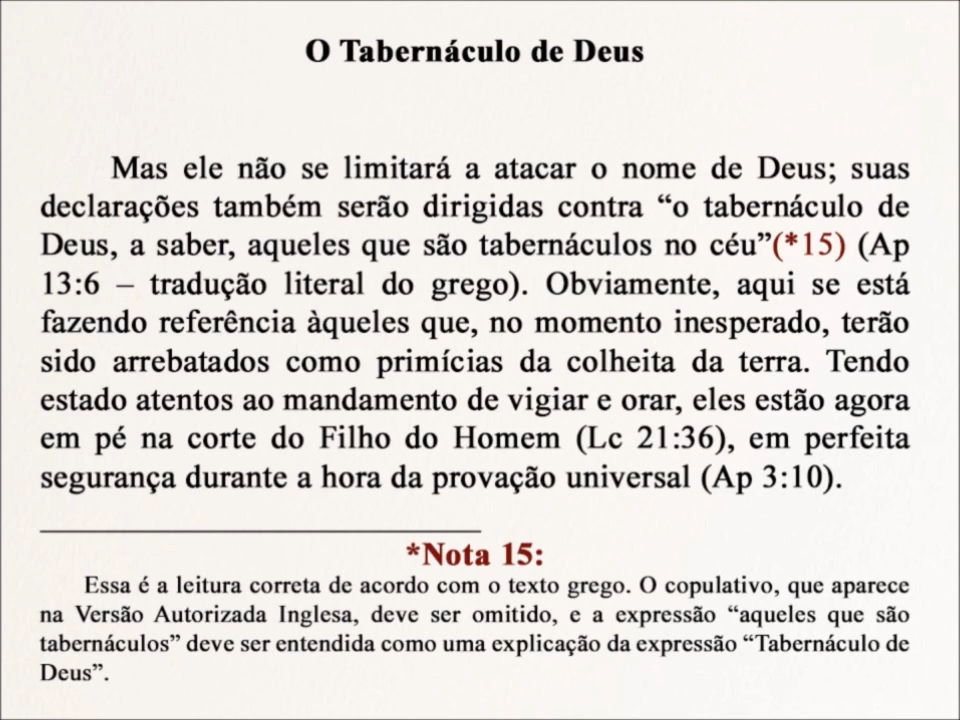 O Tabernáculo de Deus
Mas ele não se limitará a atacar o nome de Deus; suas
declarações também serão dirigidas contra “o tabernáculo de
Deus, a saber, aqueles que são tabernáculos no céu”(*15) (Ap
13:6 – tradução literal do grego). Obviamente, aqui se está
fazendo referência àqueles que, no momento inesperado, terão
sido arrebatados como primícias da colheita da terra. Tendo
estado atentos ao mandamento de vigiar e orar, eles estão agora
em pé na corte do Filho do Homem (Lc 21:36), em perfeita
segurança durante a hora da provação universal (Ap 3:10).
*Nota 15:
Essa é a leitura correta de acordo com o texto grego. O copulativo, que aparece
na Versão Autorizada Inglesa, deve ser omitido, e a expressão “aqueles que são
tabernáculos” deve ser entendida como uma explicação da expressão “Tabernáculo de
Deus”.